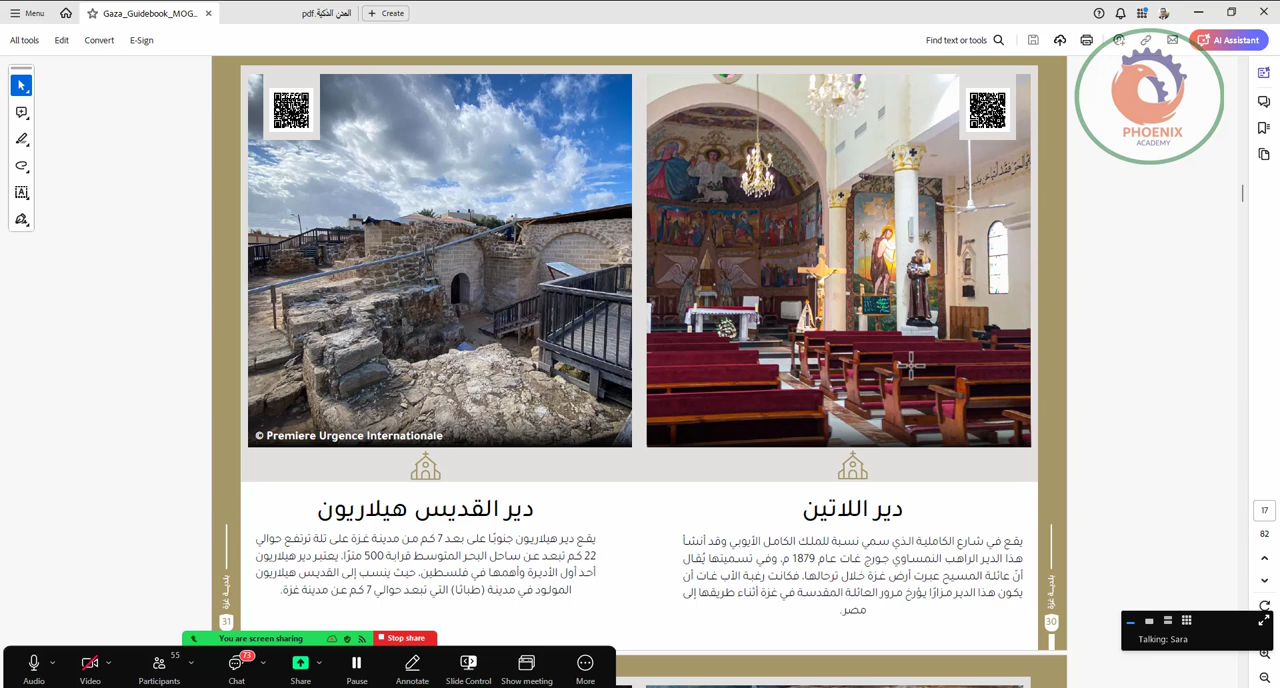 Menu
Gaza_Guidebook_MOG...
المدن الذكية.pdf
+ Create
All tools
Edit
Convert
E-Sign
Find text or tools
AI Assistant
PHOENIX
ACADEMY
© Premiere Urgence Internationale
دير اللاتين
يقع في شارع الكاملية الذي سمي نسبة للملك الكامل الأيوبي وقد أنشأ
هذا الدير الراهب النمساوي جورج غات عام 1879 م. وفي تسميتها يُقال
أنّ عائلة المسيح عبرت أرض غزة خلال ترحالها، فكانت رغبة الأب غات أن
يكون هذا الدير مزارًا يؤرخ مرور العائلة المقدسة في غزة أثناء طريقها إلى
مصر.
بلدية غزة
30
دير القديس هيلاريون
يقع دير هيلاريون جنوبًا على بعد 7 كم من مدينة غزة على تلة ترتفع حوالي
22 كم تبعد عن ساحل البحر المتوسط قرابة 500 مترًا. يعتبر دير هيلاريون
أحد أول الأديرة وأهمها في فلسطين، حيث ينسب إلى القديس هيلاريون
المولود في مدينة (طباثا) التي تبعد حوالي 7 كم عن مدينة غزة.
بلدية غزة
31
17
82
Talking: Sara
You are screen sharing
Stop share
Audio
Video
55
Participants
73
Chat
Share
Pause
Annotate
Slide Control
Show meeting
More